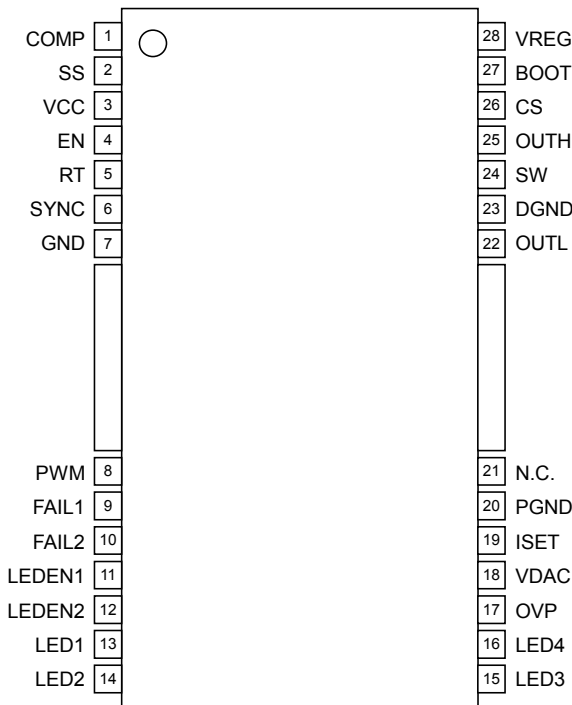 COMP 1 28 VREG
SS 2 27 BOOT
VCC 3 26 CS
EN 4 25 OUTH
RT 5 24 SW
SYNC 6 23 DGND
GND 7 22 OUTL
PWM 8 21 N.C.
FAIL1 9 20 PGND
FAIL2 10 19 ISET
LEDEN1 11 18 VDAC
LEDEN2 12 17 OVP
LED1 13 16 LED4
LED2 14 15 LED3